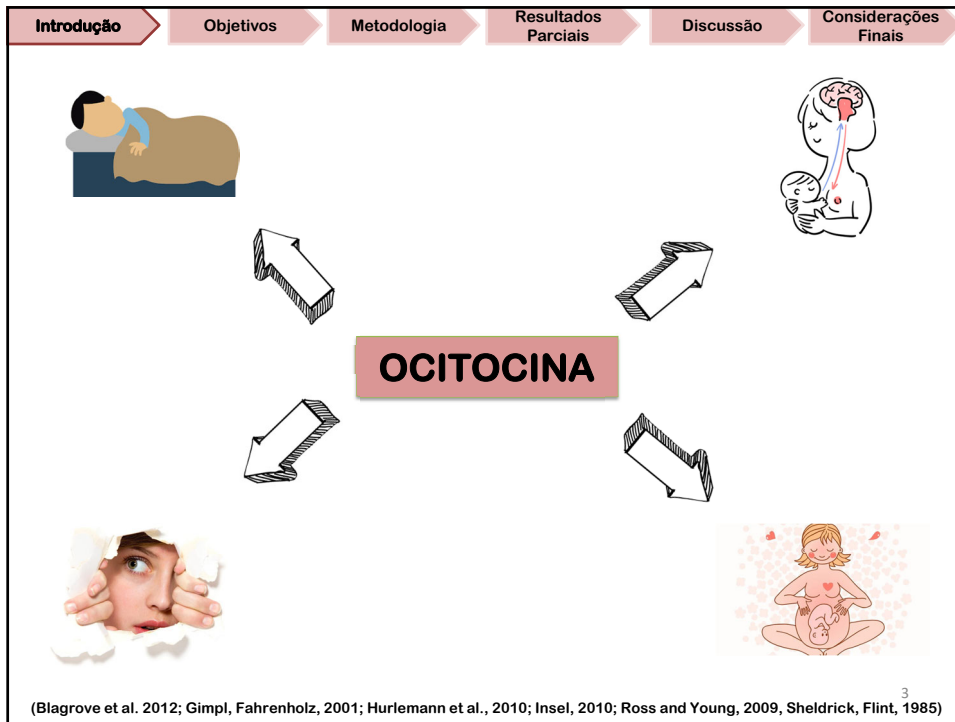 Introdução
Objetivos
Metodologia
Resultados
Parciais
Discussão
Considerações
Finais
OCITOCINA
3
(Blagrove et al. 2012; Gimpl, Fahrenholz, 2001; Hurlemann et al., 2010; Insel, 2010; Ross and Young, 2009, Sheldrick, Flint, 1985)